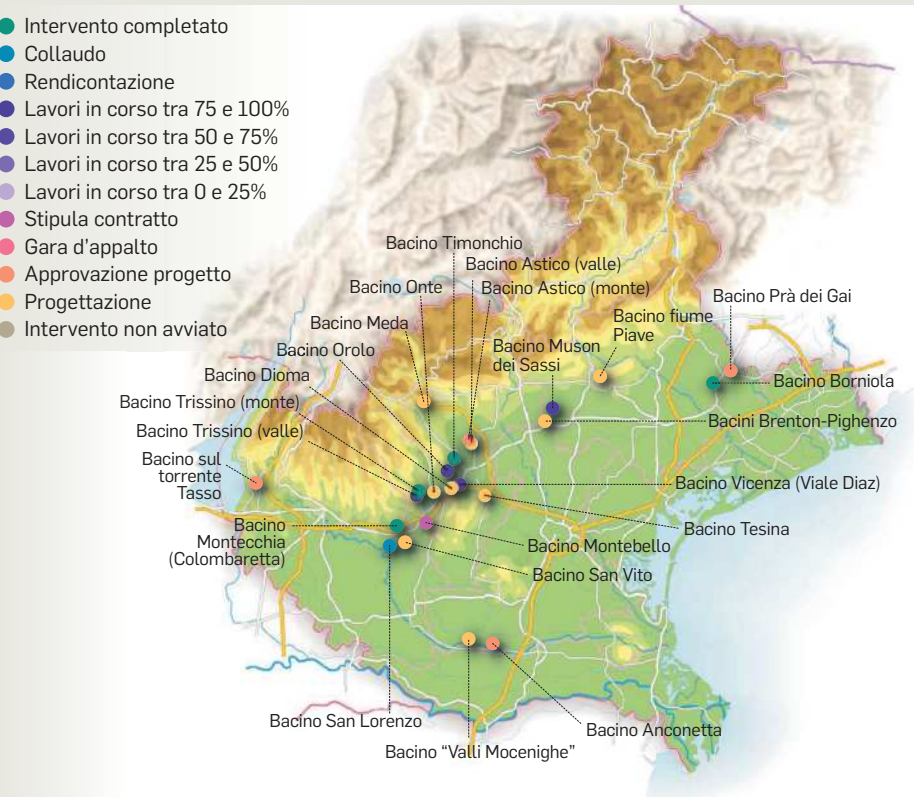 Intervento completato
Collaudo
Rendicontazione
Lavori in corso tra 75 e 100%
Lavori in corso tra 50 e 75%
Lavori in corso tra 25 e 50%
Lavori in corso tra 0 e 25%
Stipula contratto
Gara d'appalto
Approvazione progetto
Progettazione
Intervento non avviato
Bacino Timonchio
Bacino Astico (valle)
Bacino Onte
Bacino Astico (monte)
Bacino Prà dei Gai
Bacino Meda
Bacino fiume
Piave
Bacino Orolo
Bacino Muson
dei Sassi
Bacino Dioma
Bacino Borniola
Bacino Trissino (monte)
Bacini Brenton-Pighenzo
Bacino Trissino (valle)
Bacino sul
torrente
Tasso
Bacino Vicenza (Viale Diaz)
Bacino
Montecchia
(Colombaretta)
Bacino Tesina
Bacino Montebello
Bacino San Vito
Bacino San Lorenzo
Bacino Anconetta
Bacino “Valli Mocenighe”